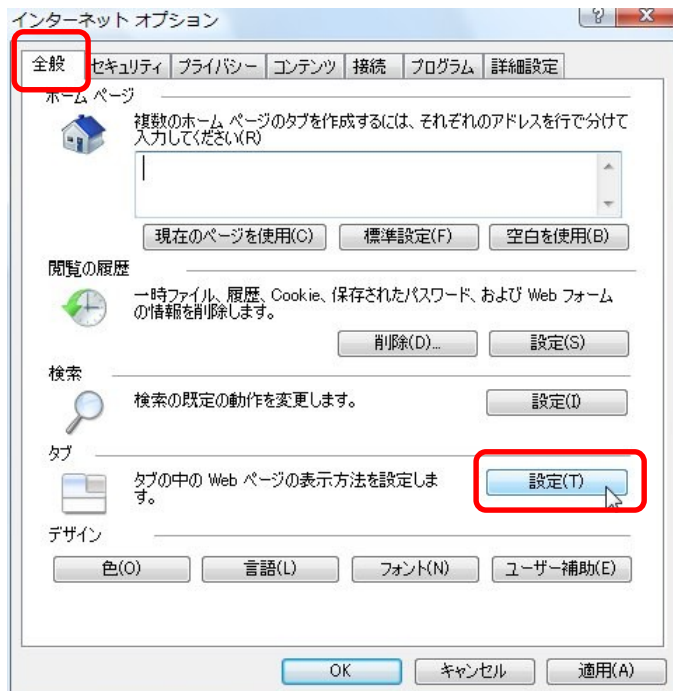 インターネット オプション
全般 セキュリティ プライバシー コンテンツ 接続 プログラム 詳細設定
ホーム ページ
複数のホーム ページのタブを作成するには、それぞれのアドレスを行で分けて
入力してください(R)
現在のページを使用(C) 標準設定(F) 空白を使用(B)
閲覧の履歴
一時ファイル、履歴、Cookie、保存されたパスワード、および Web フォーム
の情報を削除します。
削除(D)... 設定(S)
検索
検索の既定の動作を変更します。 設定(I)
タブ
タブの中の Web ページの表示方法を設定しま
す。
設定(T)
デザイン
色(O) 言語(L) フォント(N) ユーザー補助(E)
OK キャンセル 適用(A)